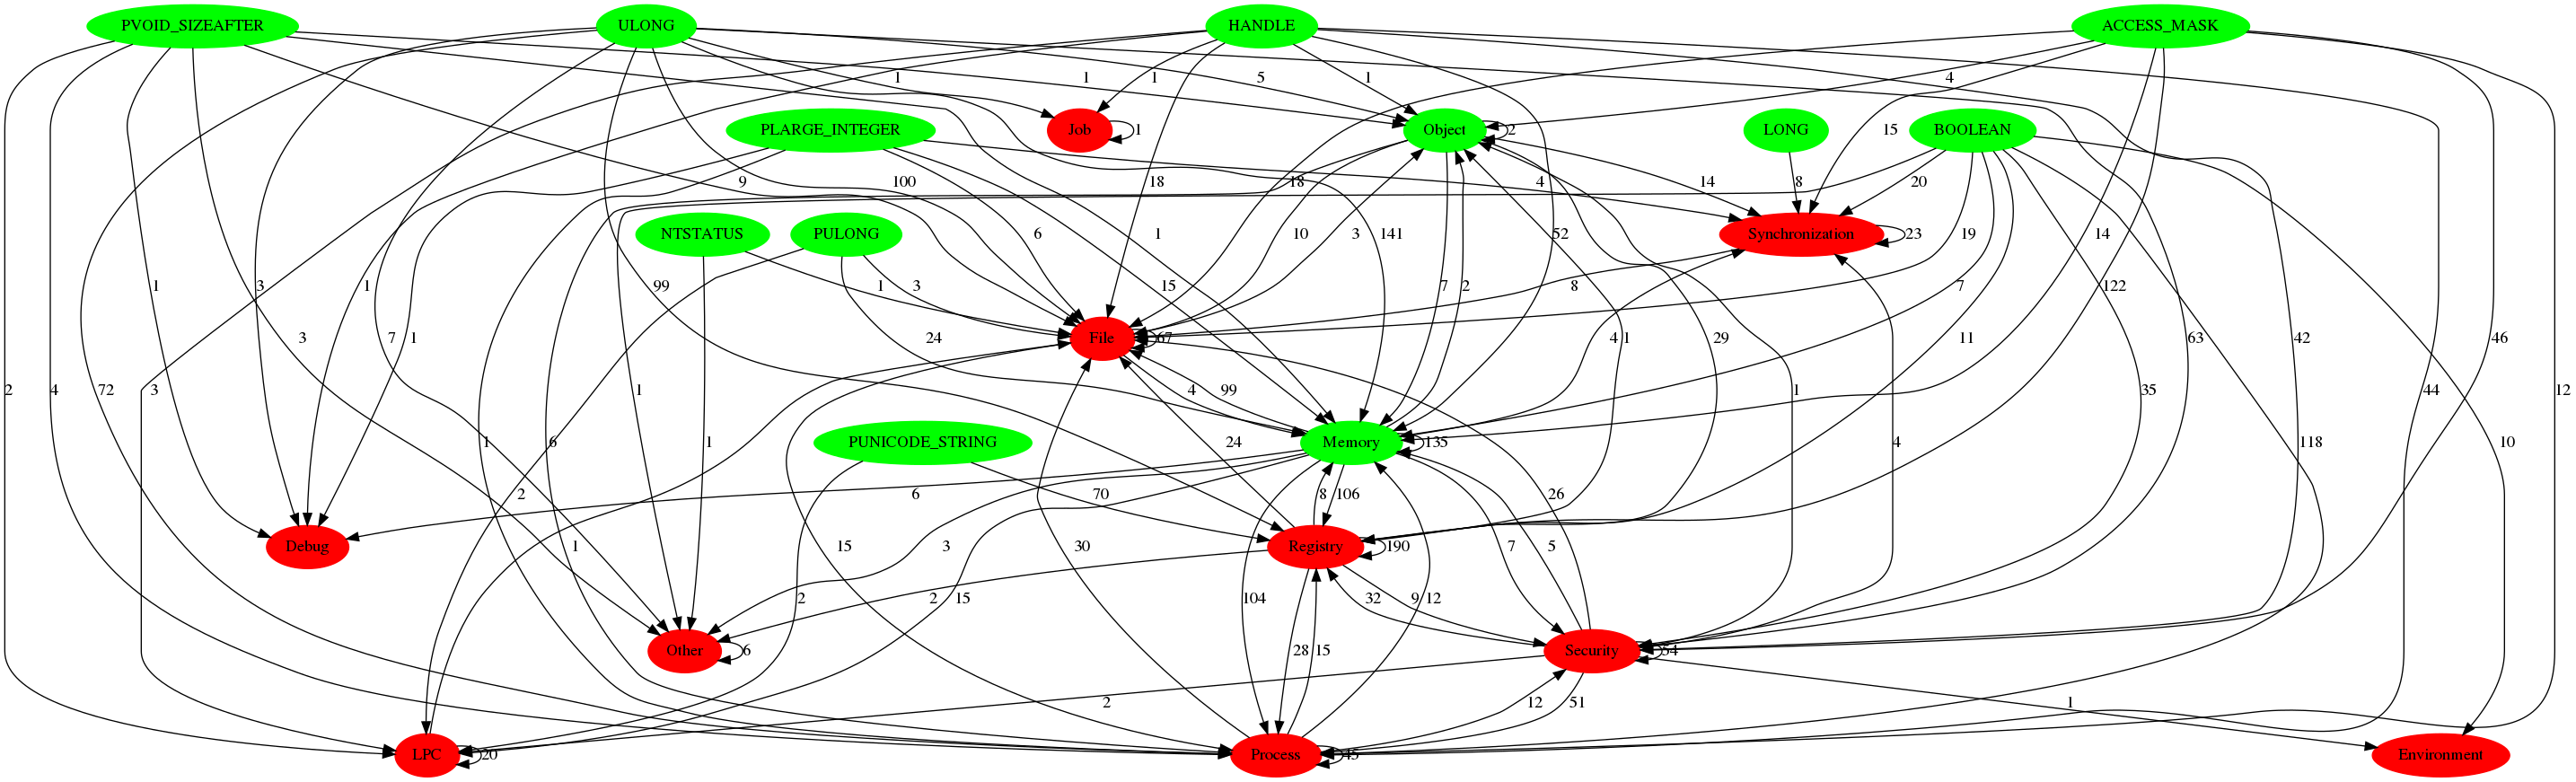 PVOID_SIZEAFTER ULONG HANDLE ACCESS_MASK
1 1 5 1 1 4
PLARGE_INTEGER Job 1 Object 2 LONG BOOLEAN 15
9 100 18 18 4 14 8 20
NTSTATUS PULONG Synchronization 23
6 1 141 10 3 52 19 14
1 3 1 3 99 1 3 15 7 2 8 7 122
File 67
3 7 1 24 4 1 29 11 63 42
2 4 72 3 1 4 99 1 35 46 44 12
PUNICODE_STRING Memory 135
1 6 1 2 6 70 24 8 106 26 4 118 10
Debug 1 15 30 Registry 190
3 7 5
2 2 15 104 12 32 9
Other 6 28 15 Security 54
2 12 51 1
LPC 20 Process 45 Environment